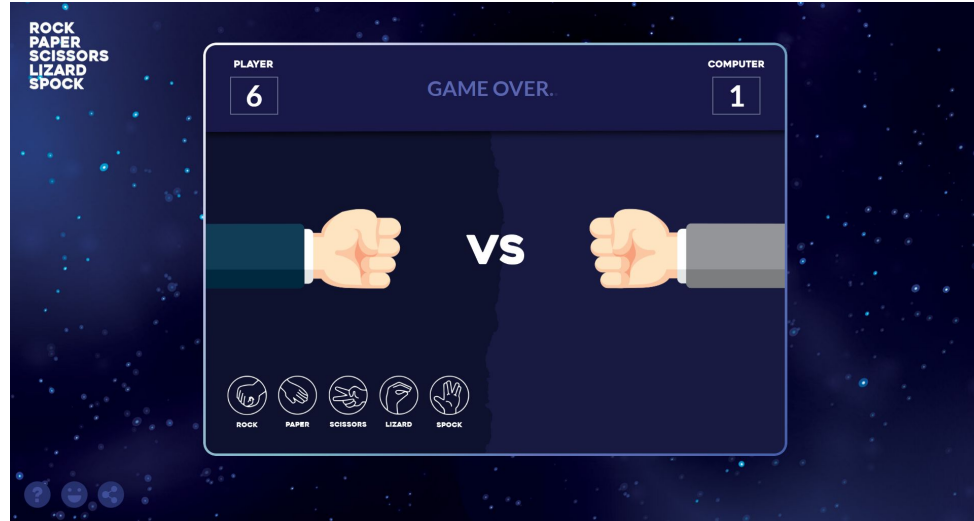 ROCK
PAPER
SCISSORS
LIZARD
SPOCK
PLAYER
6
GAME OVER..
COMPUTER
1
VS
ROCK
PAPER
SCISSORS
LIZARD
SPOCK
?